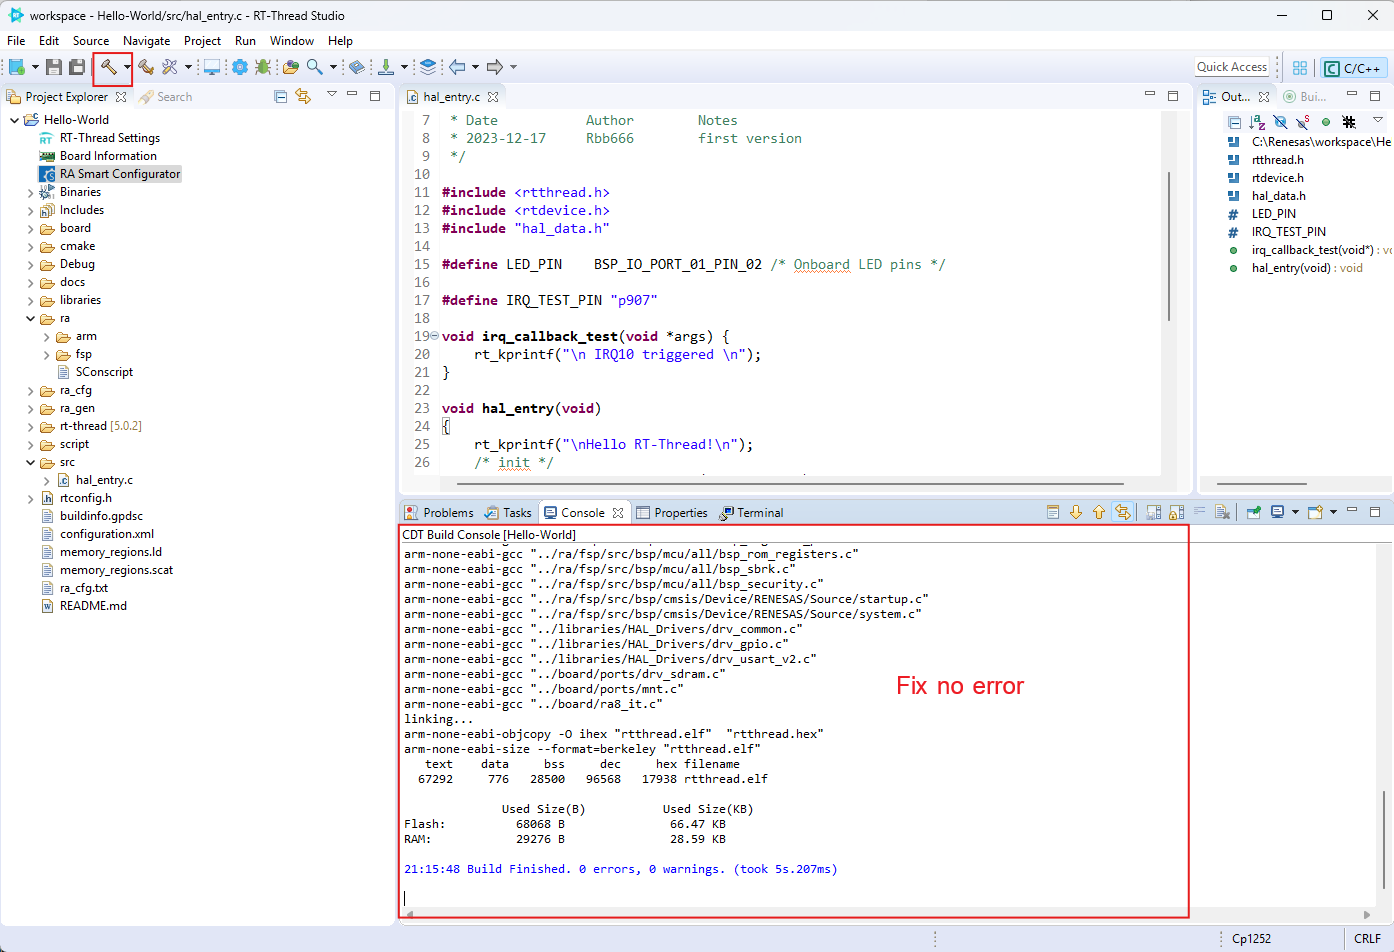 workspace - Hello-World/src/hal_entry.c - RT-Thread Studio
File Edit Source Navigate Project Run Window Help
Quick Access
C/C++
Project Explorer
Search
Hello-World
RT-Thread Settings
Board Information
RA Smart Configurator
Binaries
Includes
board
cmake
Debug
docs
libraries
ra
arm
fsp
SConscript
ra_cfg
ra_gen
rt-thread [5.0.2]
script
src
hal_entry.c
rtconfig.h
buildinfo.gpdsc
configuration.xml
memory_regions.ld
memory_regions.scat
ra_cfg.txt
README.md
hal_entry.c
7 * Date Author Notes
8 * 2023-12-17 Rbb666 first version
9 */
10
11 #include <rtthread.h>
12 #include <rtdevice.h>
13 #include "hal_data.h"
14
15 #define LED_PIN BSP_IO_PORT_01_PIN_02 /* Onboard LED pins */
16
17 #define IRQ_TEST_PIN "p907"
18
19 void irq_callback_test(void *args) {
20 rt_kprintf("\n IRQ10 triggered \n");
21 }
22
23 void hal_entry(void)
24 {
25 rt_kprintf("\nHello RT-Thread!\n");
26 /* init */
Out...
Bui...
C:\Renesas\workspace\He
rtthread.h
rtdevice.h
hal_data.h
LED_PIN
IRQ_TEST_PIN
irq_callback_test(void*) : vo
hal_entry(void) : void
Problems Tasks Console Properties Terminal
CDT Build Console [Hello-World]
arm-none-eabi-gcc "../ra/fsp/src/bsp/mcu/all/bsp_rom_registers.c"
arm-none-eabi-gcc "../ra/fsp/src/bsp/mcu/all/bsp_sbrk.c"
arm-none-eabi-gcc "../ra/fsp/src/bsp/mcu/all/bsp_security.c"
arm-none-eabi-gcc "../ra/fsp/src/bsp/cmsis/Device/RENESAS/Source/startup.c"
arm-none-eabi-gcc "../ra/fsp/src/bsp/cmsis/Device/RENESAS/Source/system.c"
arm-none-eabi-gcc "../libraries/HAL_Drivers/drv_common.c"
arm-none-eabi-gcc "../libraries/HAL_Drivers/drv_gpio.c"
arm-none-eabi-gcc "../libraries/HAL_Drivers/drv_usart_v2.c"
arm-none-eabi-gcc "../board/ports/drv_sdram.c"
arm-none-eabi-gcc "../board/ports/mnt.c"
arm-none-eabi-gcc "../board/ra8_it.c"
linking...
arm-none-eabi-objcopy -O ihex "rtthread.elf" "rtthread.hex"
arm-none-eabi-size --format=berkeley "rtthread.elf"
text data bss dec hex filename
67292 776 28500 96568 17938 rtthread.elf
Used Size(B) Used Size(KB)
Flash: 68068 B 66.47 KB
RAM: 29276 B 28.59 KB
21:15:48 Build Finished. 0 errors, 0 warnings. (took 5s.207ms)
Fix no error
Cp1252
CRLF